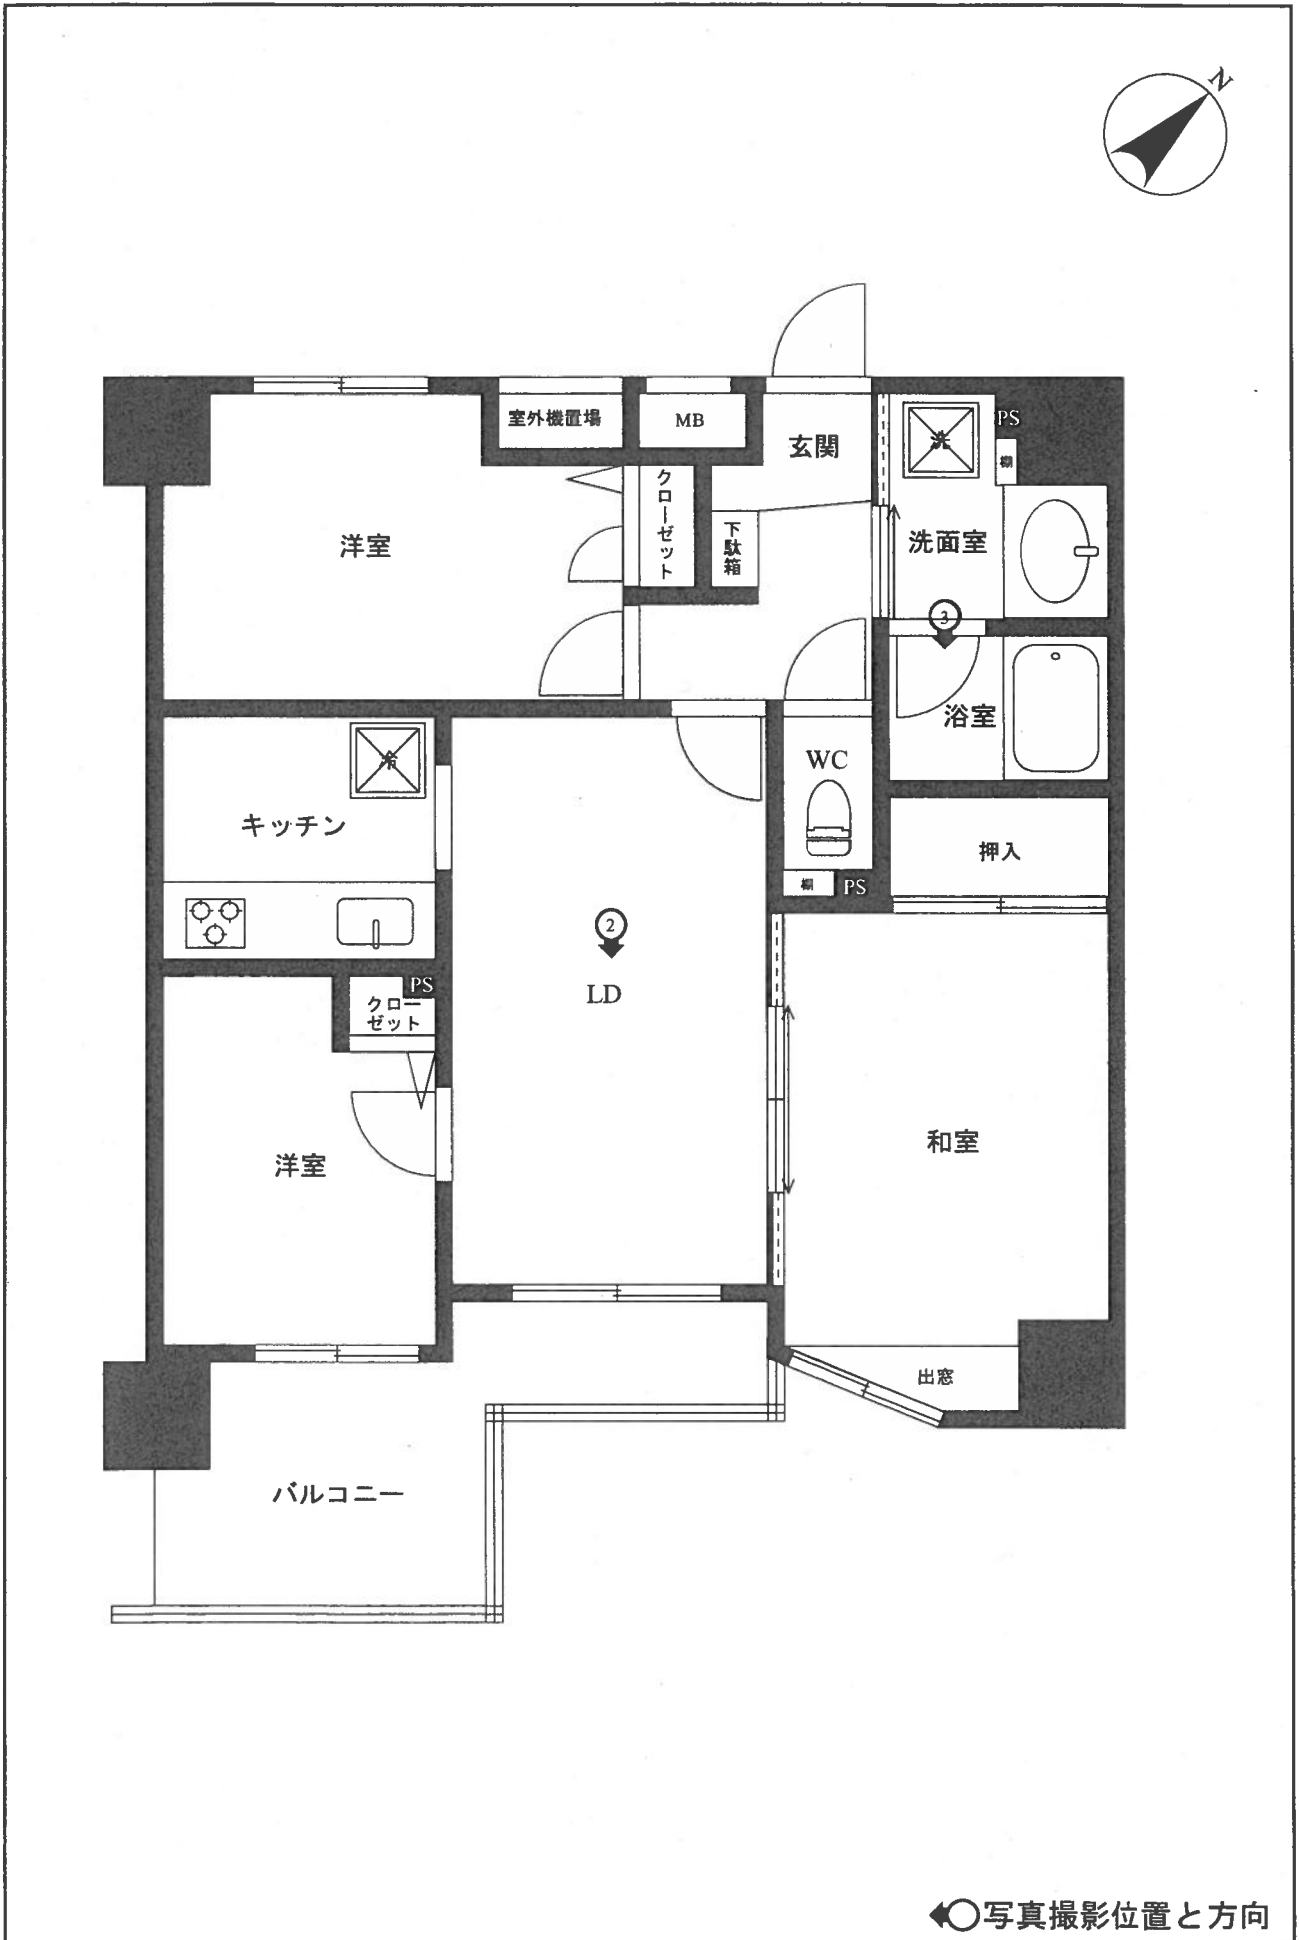 N
室外機置場
MB
玄関
洗
PS
棚
クローゼット
下駄箱
洋室
洗面室
3
浴室
冷
WC
キッチン
押入
棚
PS
2
LD
PS
クロー
ゼット
洋室
和室
出窓
バルコニー
写真撮影位置と方向